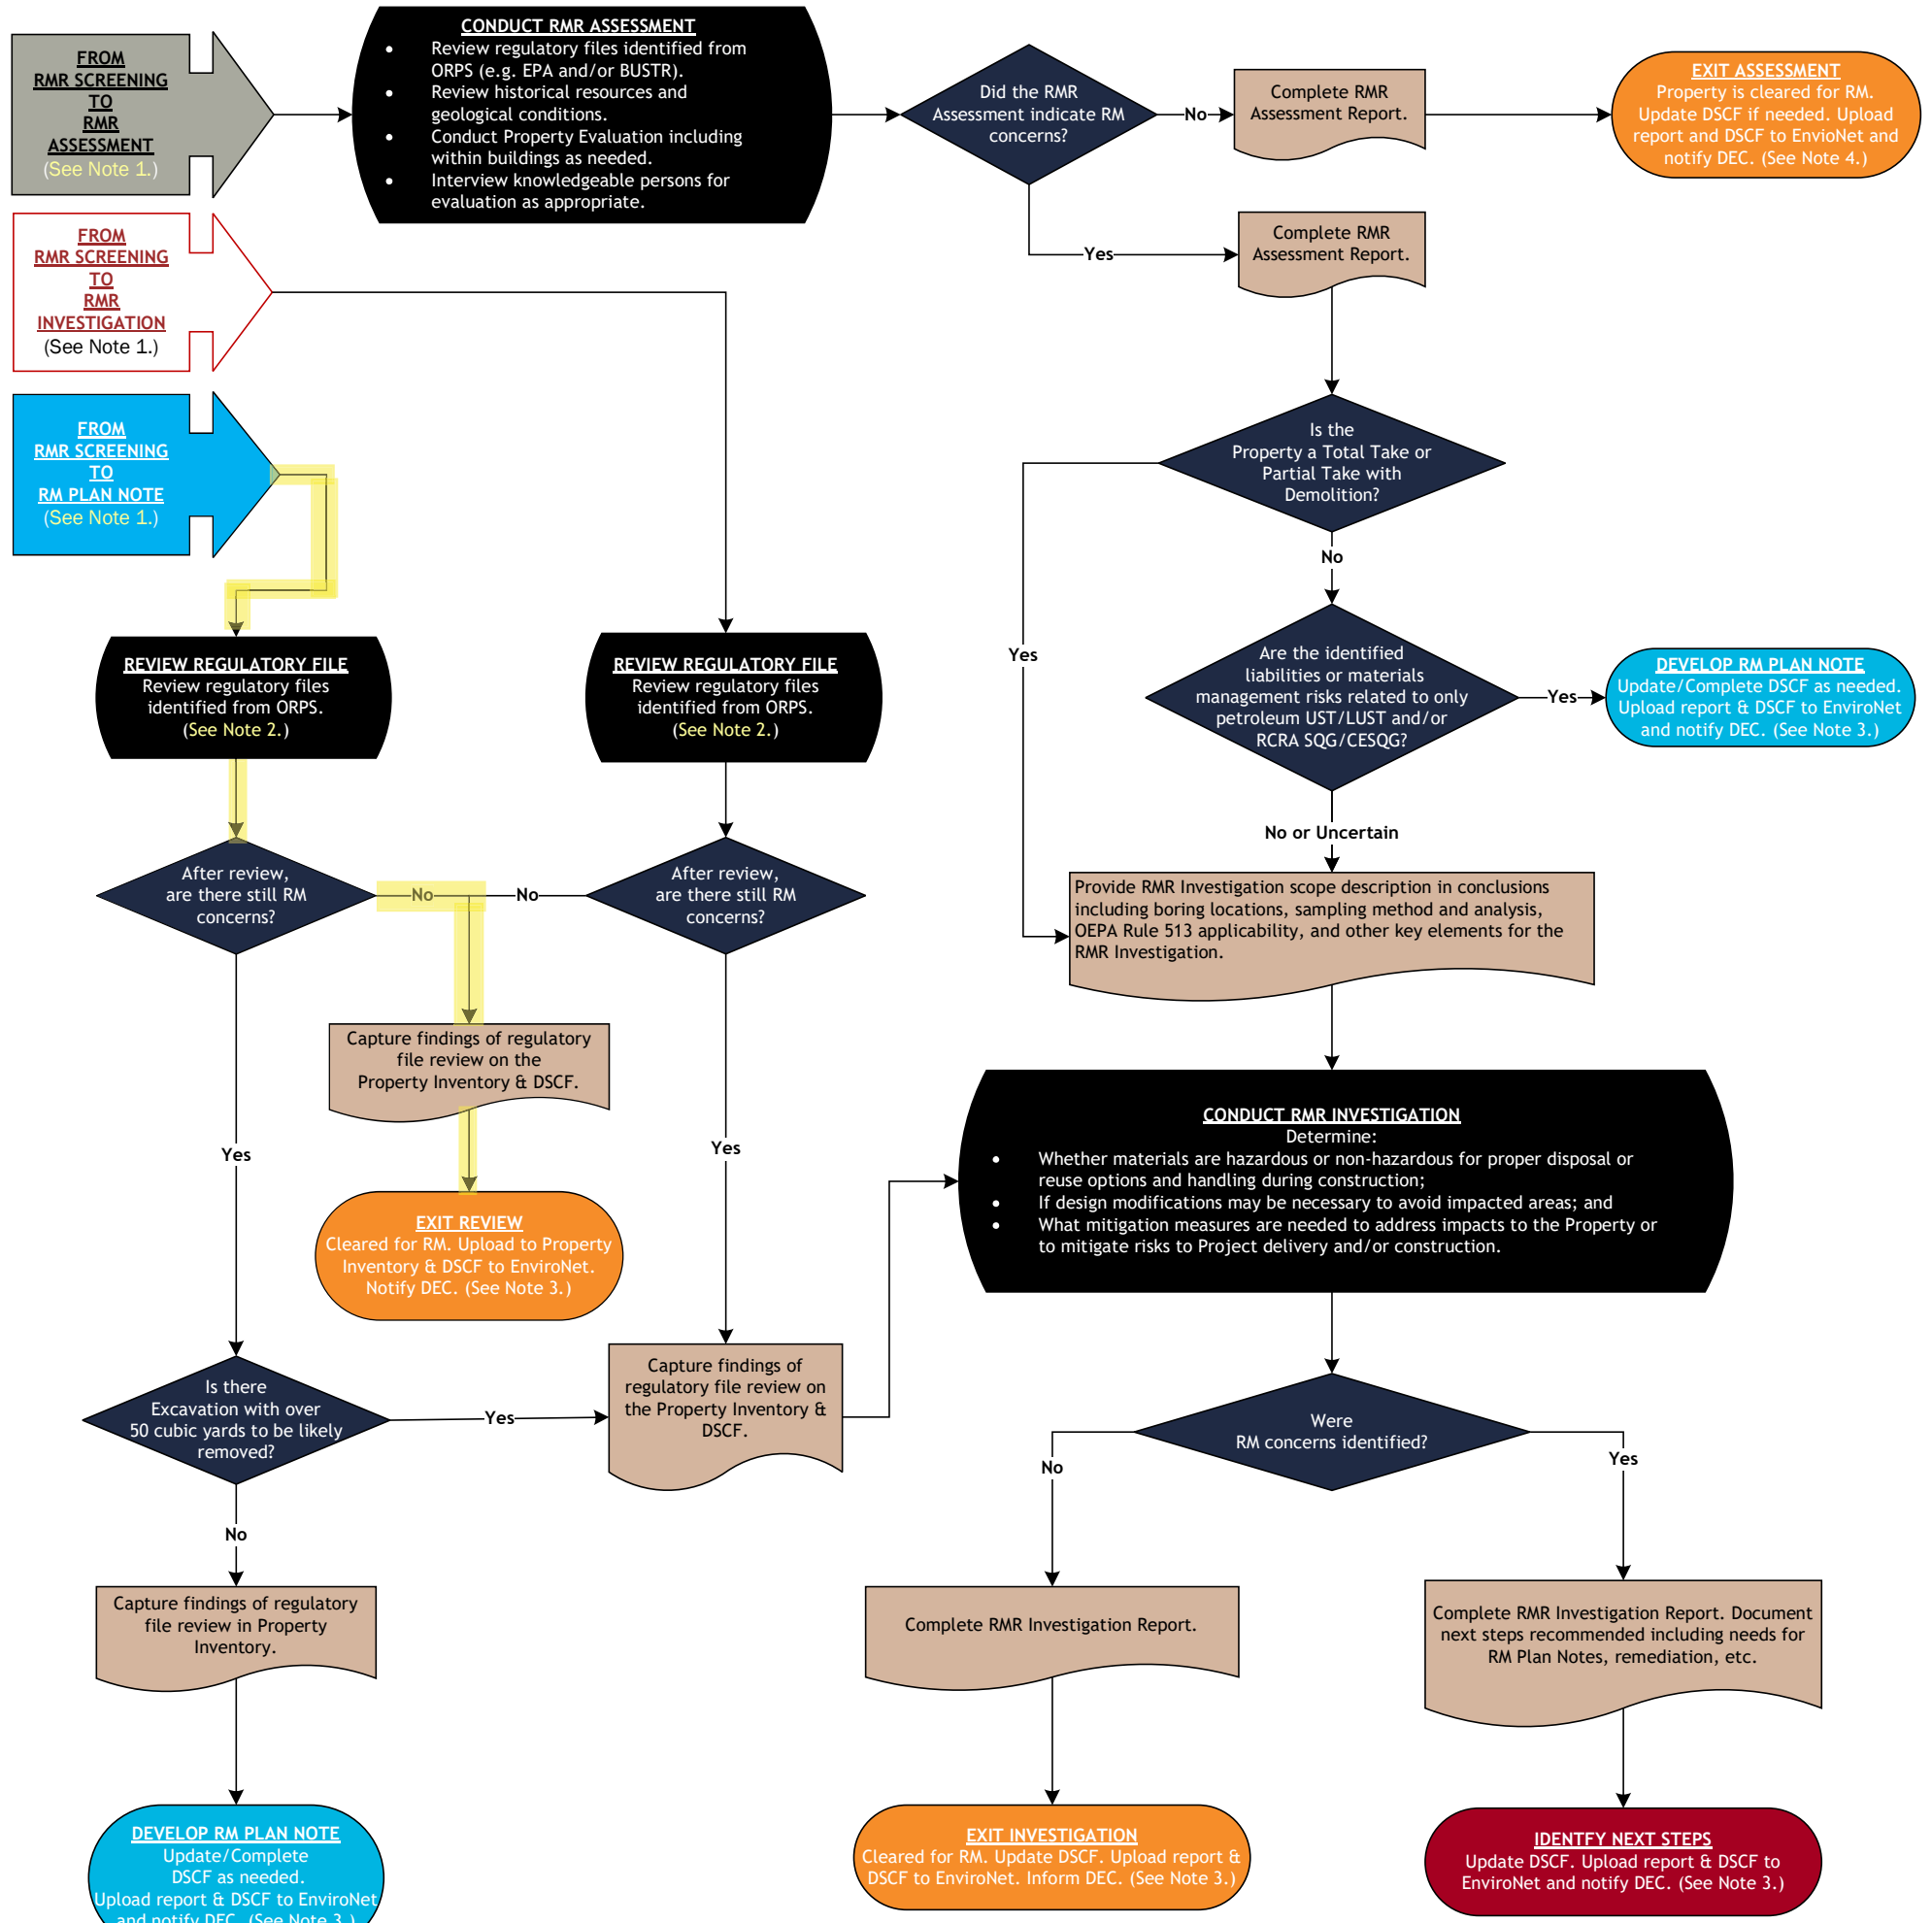 FROM
RMR SCREENING
TO
RMR
ASSESSMENT
(See Note 1.)
CONDUCT RMR ASSESSMENT
• Review regulatory files identified from
ORPS (e.g. EPA and/or BUSTR).
• Review historical resources and
geological conditions.
• Conduct Property Evaluation including
within buildings as needed.
• Interview knowledgeable persons for
evaluation as appropriate.
Did the RMR
Assessment indicate RM
concerns?
No
Complete RMR
Assessment Report.
EXIT ASSESSMENT
Property is cleared for RM.
Update DSCF if needed. Upload
report and DSCF to EnvioNet and
notify DEC. (See Note 4.)
Yes
Complete RMR
Assessment Report.
FROM
RMR SCREENING
TO
RMR
INVESTIGATION
(See Note 1.)
FROM
RMR SCREENING
TO
RM PLAN NOTE
(See Note 1.)
Is the
Property a Total Take or
Partial Take with
Demolition?
No
Yes
REVIEW REGULATORY FILE
Review regulatory files
identified from ORPS.
(See Note 2.)
REVIEW REGULATORY FILE
Review regulatory files
identified from ORPS.
(See Note 2.)
Are the identified
liabilities or materials
management risks related to only
petroleum UST/LUST and/or
RCRA SQG/CESQG?
Yes
DEVELOP RM PLAN NOTE
Update/Complete DSCF as needed.
Upload report & DSCF to EnviroNet
and notify DEC. (See Note 3.)
No or Uncertain
After review,
are there still RM
concerns?
No
No
After review,
are there still RM
concerns?
Provide RMR Investigation scope description in conclusions
including boring locations, sampling method and analysis,
OEPA Rule 513 applicability, and other key elements for the
RMR Investigation.
Capture findings of regulatory
file review on the
Property Inventory & DSCF.
Yes
Yes
CONDUCT RMR INVESTIGATION
Determine:
• Whether materials are hazardous or non-hazardous for proper disposal or
reuse options and handling during construction;
• If design modifications may be necessary to avoid impacted areas; and
• What mitigation measures are needed to address impacts to the Property or
to mitigate risks to Project delivery and/or construction.
EXIT REVIEW
Cleared for RM. Upload to Property
Inventory & DSCF to EnviroNet.
Notify DEC. (See Note 3.)
Is there
Excavation with over
50 cubic yards to be likely
removed?
Yes
Capture findings of
regulatory file review on
the Property Inventory &
DSCF.
Were
RM concerns identified?
No
Yes
No
Capture findings of regulatory
file review in Property
Inventory.
Complete RMR Investigation Report.
Complete RMR Investigation Report. Document
next steps recommended including needs for
RM Plan Notes, remediation, etc.
DEVELOP RM PLAN NOTE
Update/Complete
DSCF as needed.
Upload report & DSCF to EnviroNet
and notify DEC. (See Note 3.)
EXIT INVESTIGATION
Cleared for RM. Update DSCF. Upload report &
DSCF to EnviroNet. Inform DEC. (See Note 3.)
IDENTFY NEXT STEPS
Update DSCF. Upload report & DSCF to
EnviroNet and notify DEC. (See Note 3.)